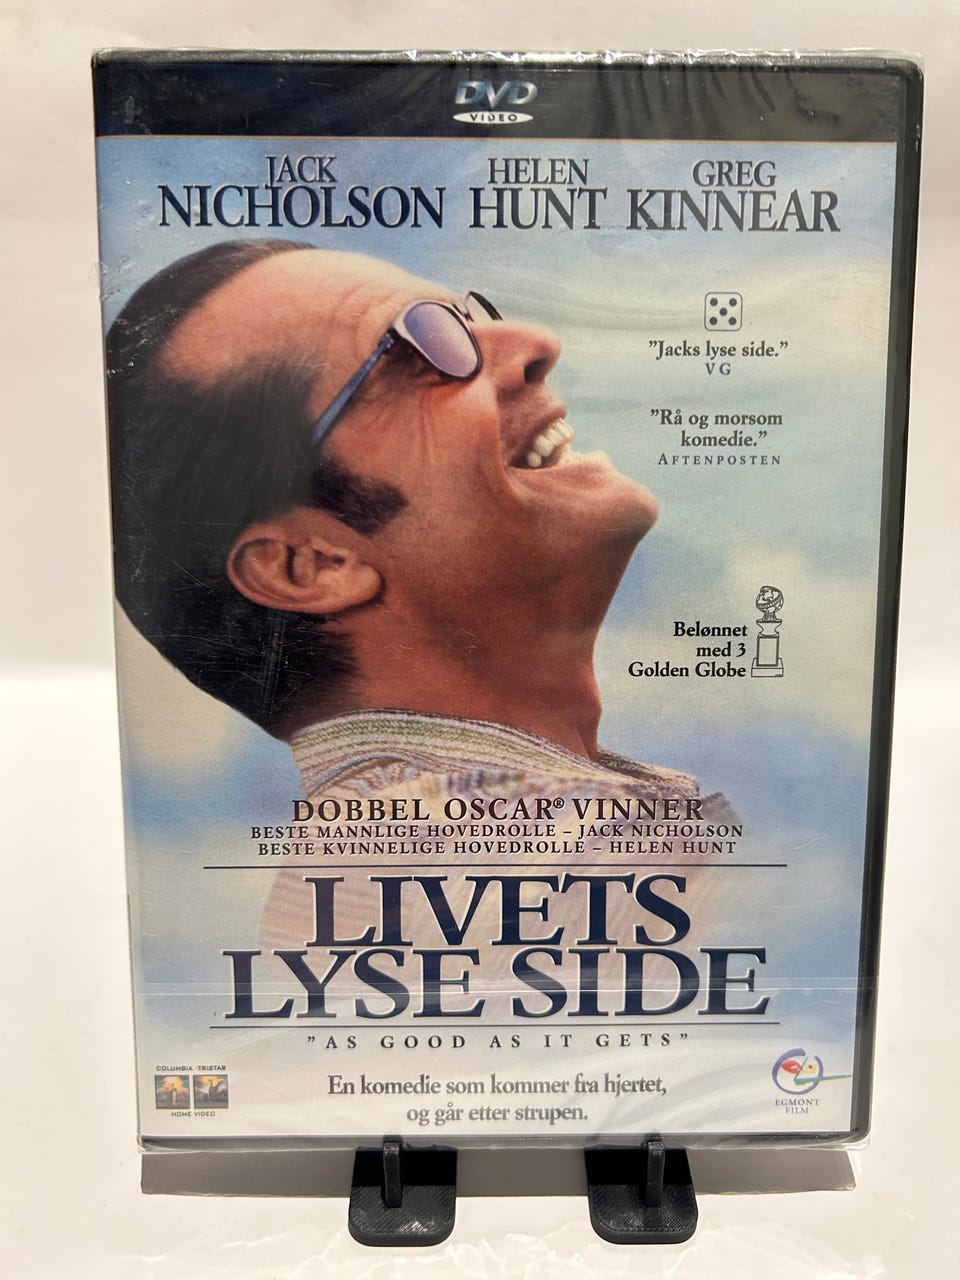 DVD
VIDEO
JACK NICHOLSON
HELEN HUNT
GREG KINNEAR
"Jacks lyse side."
VG
"Rå og morsom
komedie."
AFTENPOSTEN
Belønnet
med 3
Golden Globe
DOBBEL OSCAR® VINNER
BESTE MANNLIGE HOVEDROLLE – JACK NICHOLSON
BESTE KVINNELIGE HOVEDROLLE – HELEN HUNT
LIVETS
LYSE SIDE
"AS GOOD AS IT GETS"
En komedie som kommer fra hjertet,
og går etter strupen.
COLUMBIA TRISTAR
HOME VIDEO
EGMONT
FILM